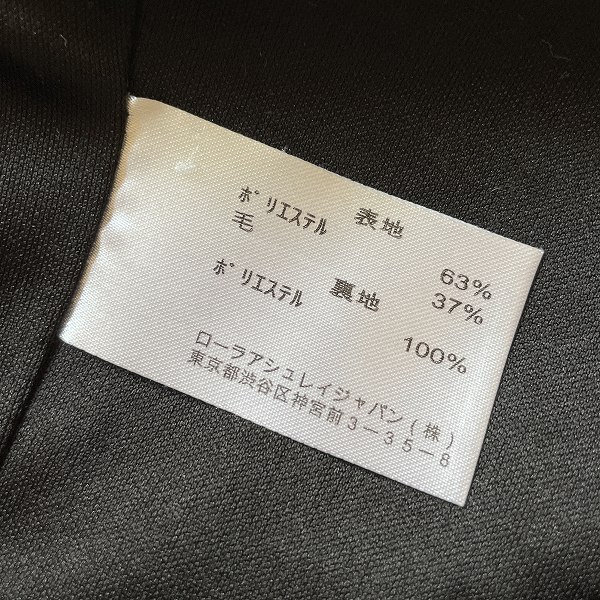 表地
ﾎﾟﾘｴｽﾃﾙ 63%
毛 37%
裏地
ﾎﾟﾘｴｽﾃﾙ 100%
ローラアシュレイジャパン(株)
東京都渋谷区神宮前3-35-8